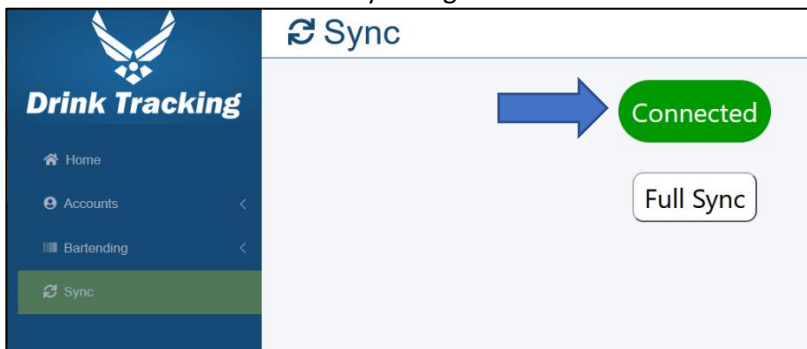 Sync
Drink Tracking
Connected
Home
Full Sync
Accounts
Bartending
Sync